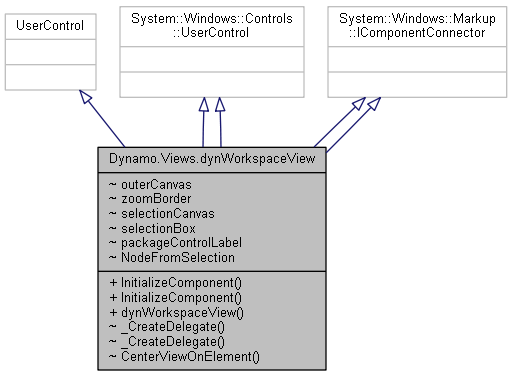 UserControl
System::Windows::Controls
::UserControl
System::Windows::Markup
::IComponentConnector
Dynamo.Views.dynWorkspaceView
~ outerCanvas
~ zoomBorder
~ selectionCanvas
~ selectionBox
~ packageControlLabel
~ NodeFromSelection
+ InitializeComponent()
+ InitializeComponent()
+ dynWorkspaceView()
~ _CreateDelegate()
~ _CreateDelegate()
~ CenterViewOnElement()